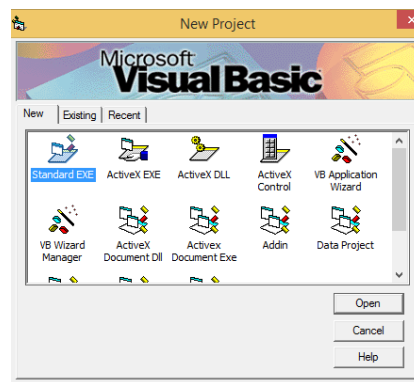 New Project
Microsoft
Visual Basic
New Existing Recent
Standard EXE ActiveX EXE ActiveX DLL ActiveX Control VB Application Wizard
VB Wizard Manager ActiveX Document Dll Activex Document Exe Addin Data Project
Open
Cancel
Help